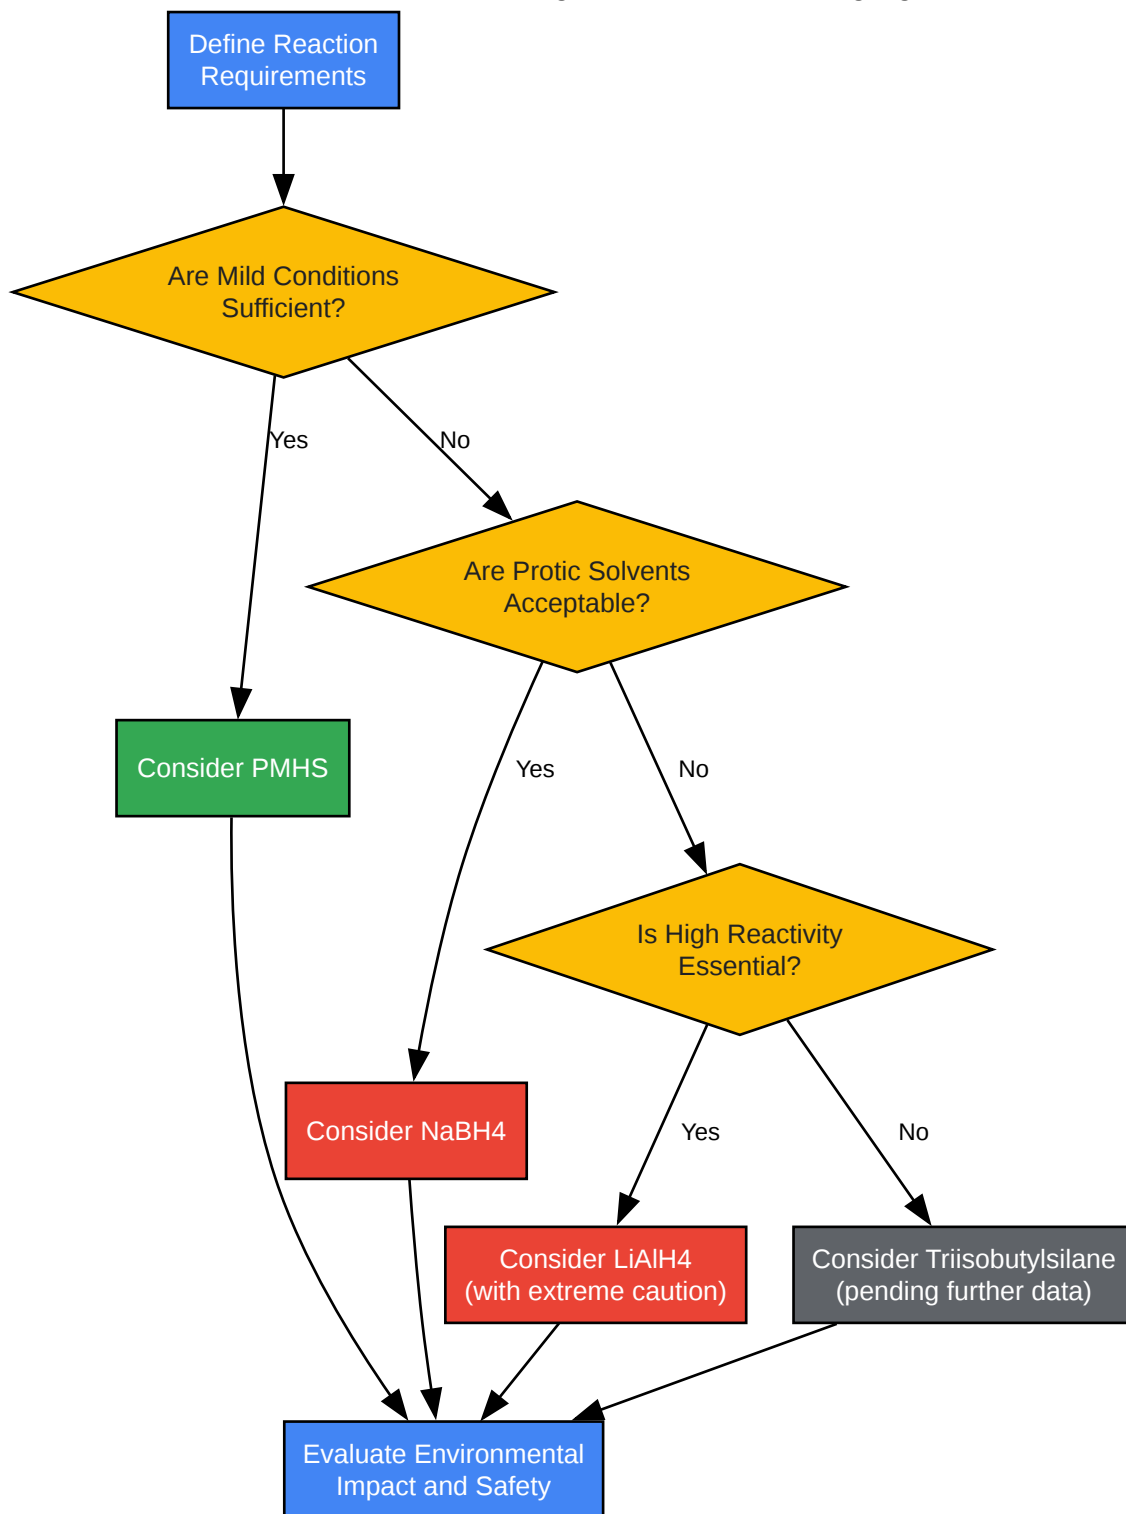 Define Reaction
Requirements
Are Mild Conditions
Sufficient?
Yes
No
Are Protic Solvents
Acceptable?
Consider PMHS
Yes
No
Is High Reactivity
Essential?
Consider NaBH4
Yes
No
Consider LiAlH4
(with extreme caution)
Consider Triisobutylsilane
(pending further data)
Evaluate Environmental
Impact and Safety